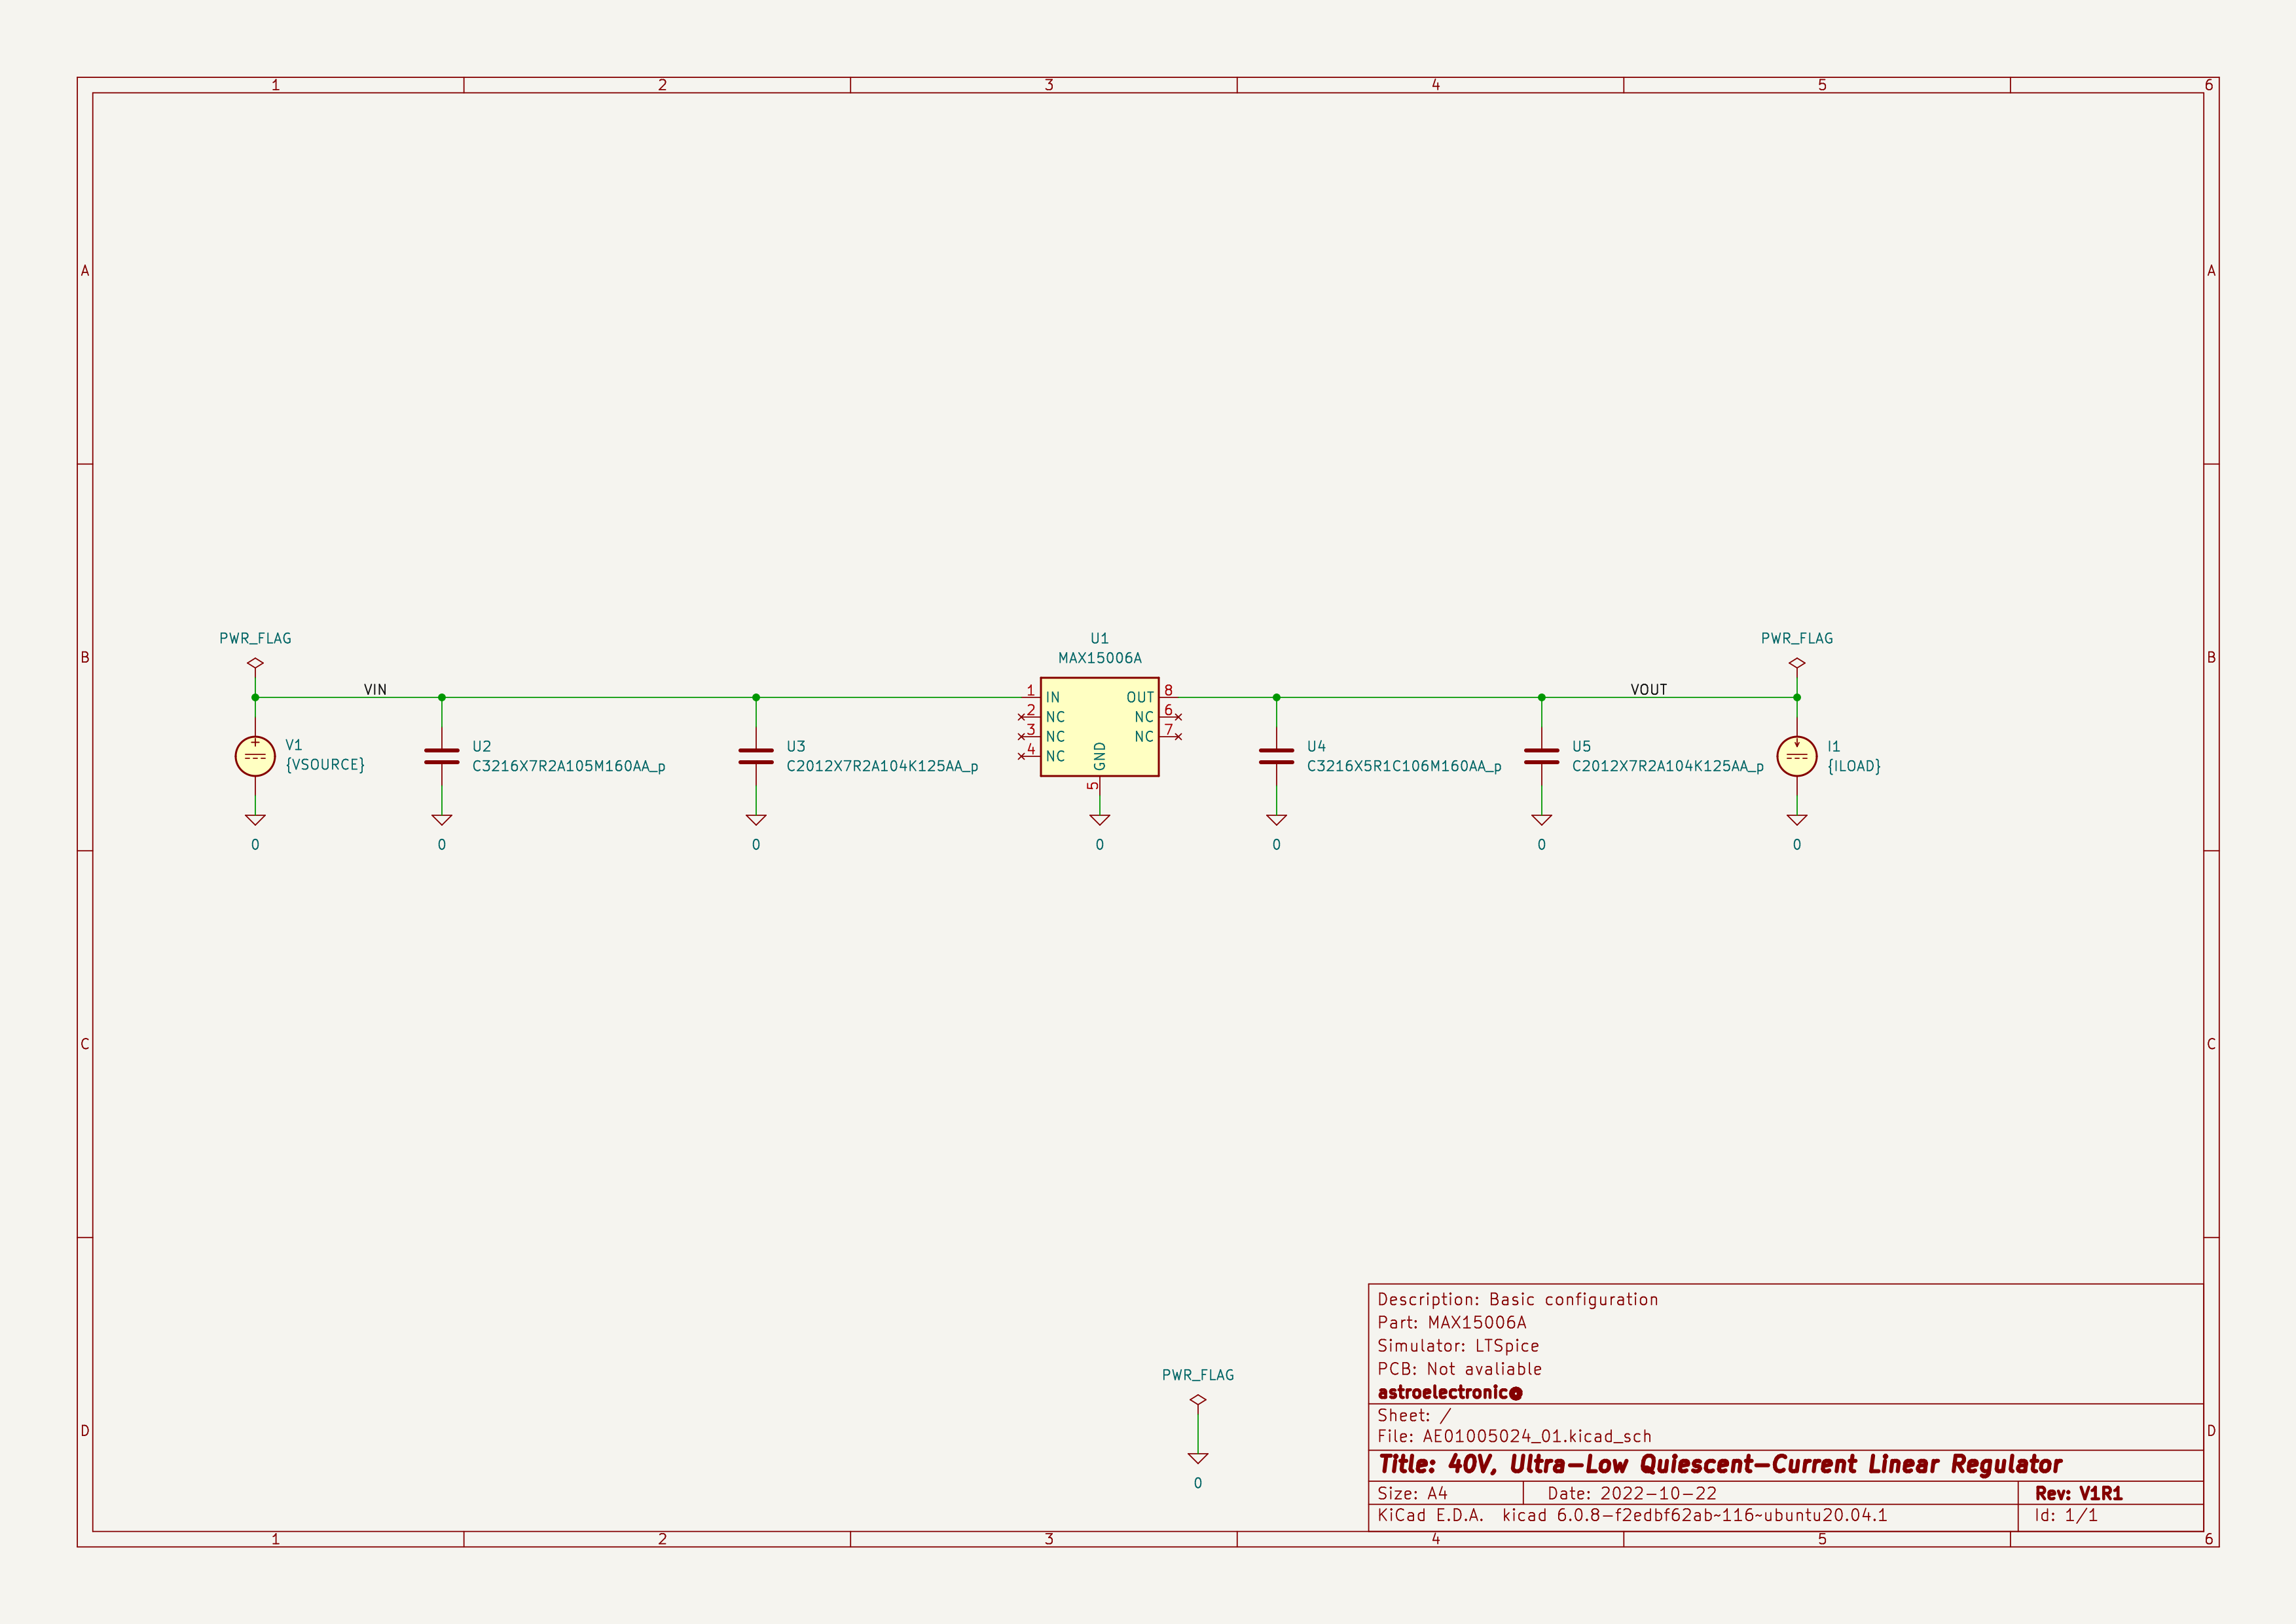 1 2 3 4 5 6
A A
PWR_FLAG U1 PWR_FLAG
B MAX15006A B
VIN VOUT
1 IN OUT 8
2 NC NC 6
3 NC NC 7
4 NC
GND
5
V1
{VSOURCE}
U2
C3216X7R2A105M160AA_p
U3
C2012X7R2A104K125AA_p
U4
C3216X5R1C106M160AA_p
U5
C2012X7R2A104K125AA_p
I1
{ILOAD}
0 0 0 0 0 0 0
C C
Description: Basic configuration
Part: MAX15006A
Simulator: LTSpice
PCB: Not avaliable
PWR_FLAG
astroelectronic@
Sheet: /
D D
File: AE01005024_01.kicad_sch
Title: 40V, Ultra-Low Quiescent-Current Linear Regulator
0
Size: A4 Date: 2022-10-22 Rev: V1R1
KiCad E.D.A. kicad 6.0.8-f2edbf62ab~116~ubuntu20.04.1 Id: 1/1
1 2 3 4 5 6